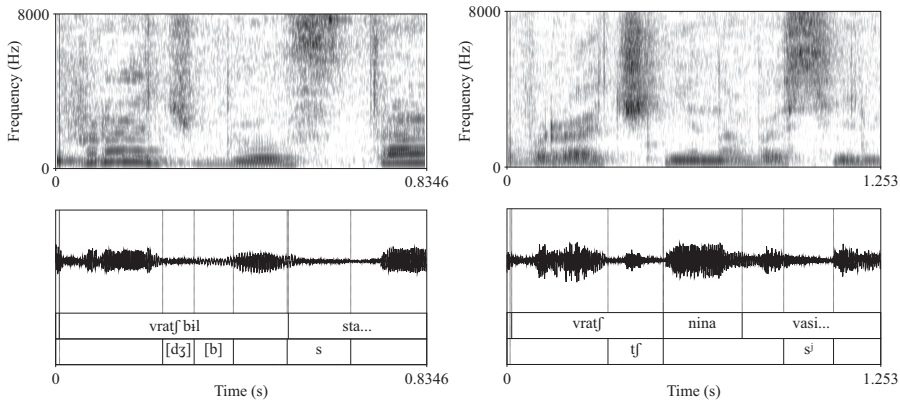 8000
Frequency (Hz)
0
0
0.8346
vratʃ bɨl
sta...
[dʒ]
[b]
s
0
0.8346
Time (s)
8000
Frequency (Hz)
0
0
1.253
vratʃ
nina
vasi...
tʃ
sʲ
0
1.253
Time (s)